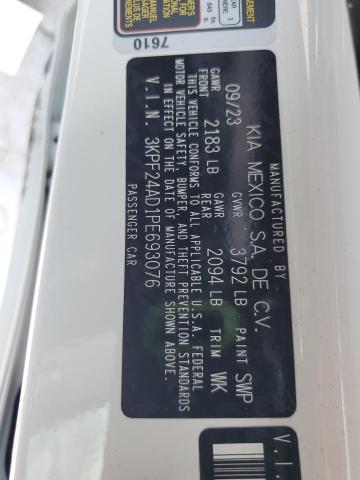 MANUFACTURED BY
KIA MEXICO, S.A. DE C.V.
09/23 GVWR 3792 LB PAINT SWP
GAWR FRONT 2183 LB GAWR REAR 2094 LB TRIM WK
THIS VEHICLE CONFORMS TO ALL APPLICABLE U.S.A. FEDERAL
MOTOR VEHICLE SAFETY, BUMPER, AND THEFT PREVENTION STANDARDS
IN EFFECT ON THE DATE OF MANUFACTURE SHOWN ABOVE.
V.I.N. 3KPF24AD1PE693076
PASSENGER CAR
7610
V.I.